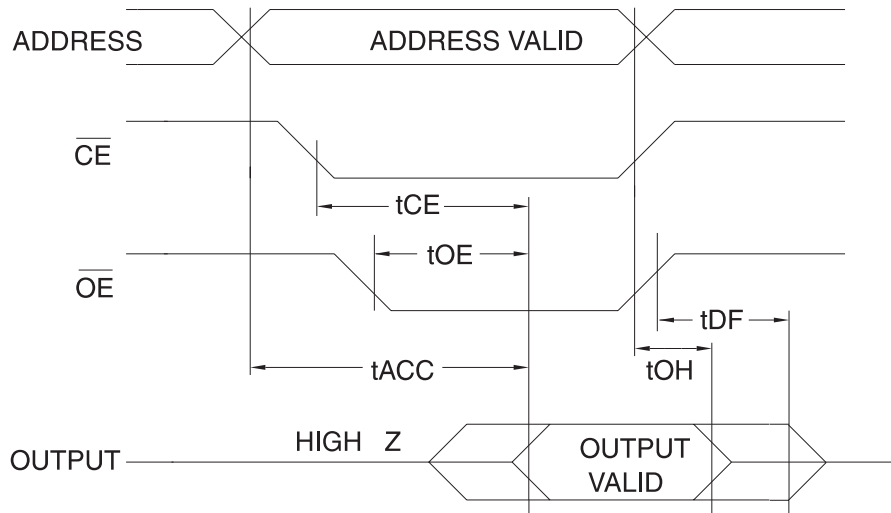 ADDRESS
ADDRESS VALID
CE
tCE
tOE
OE
tDF
tACC
tOH
HIGH Z
OUTPUT
OUTPUT
VALID